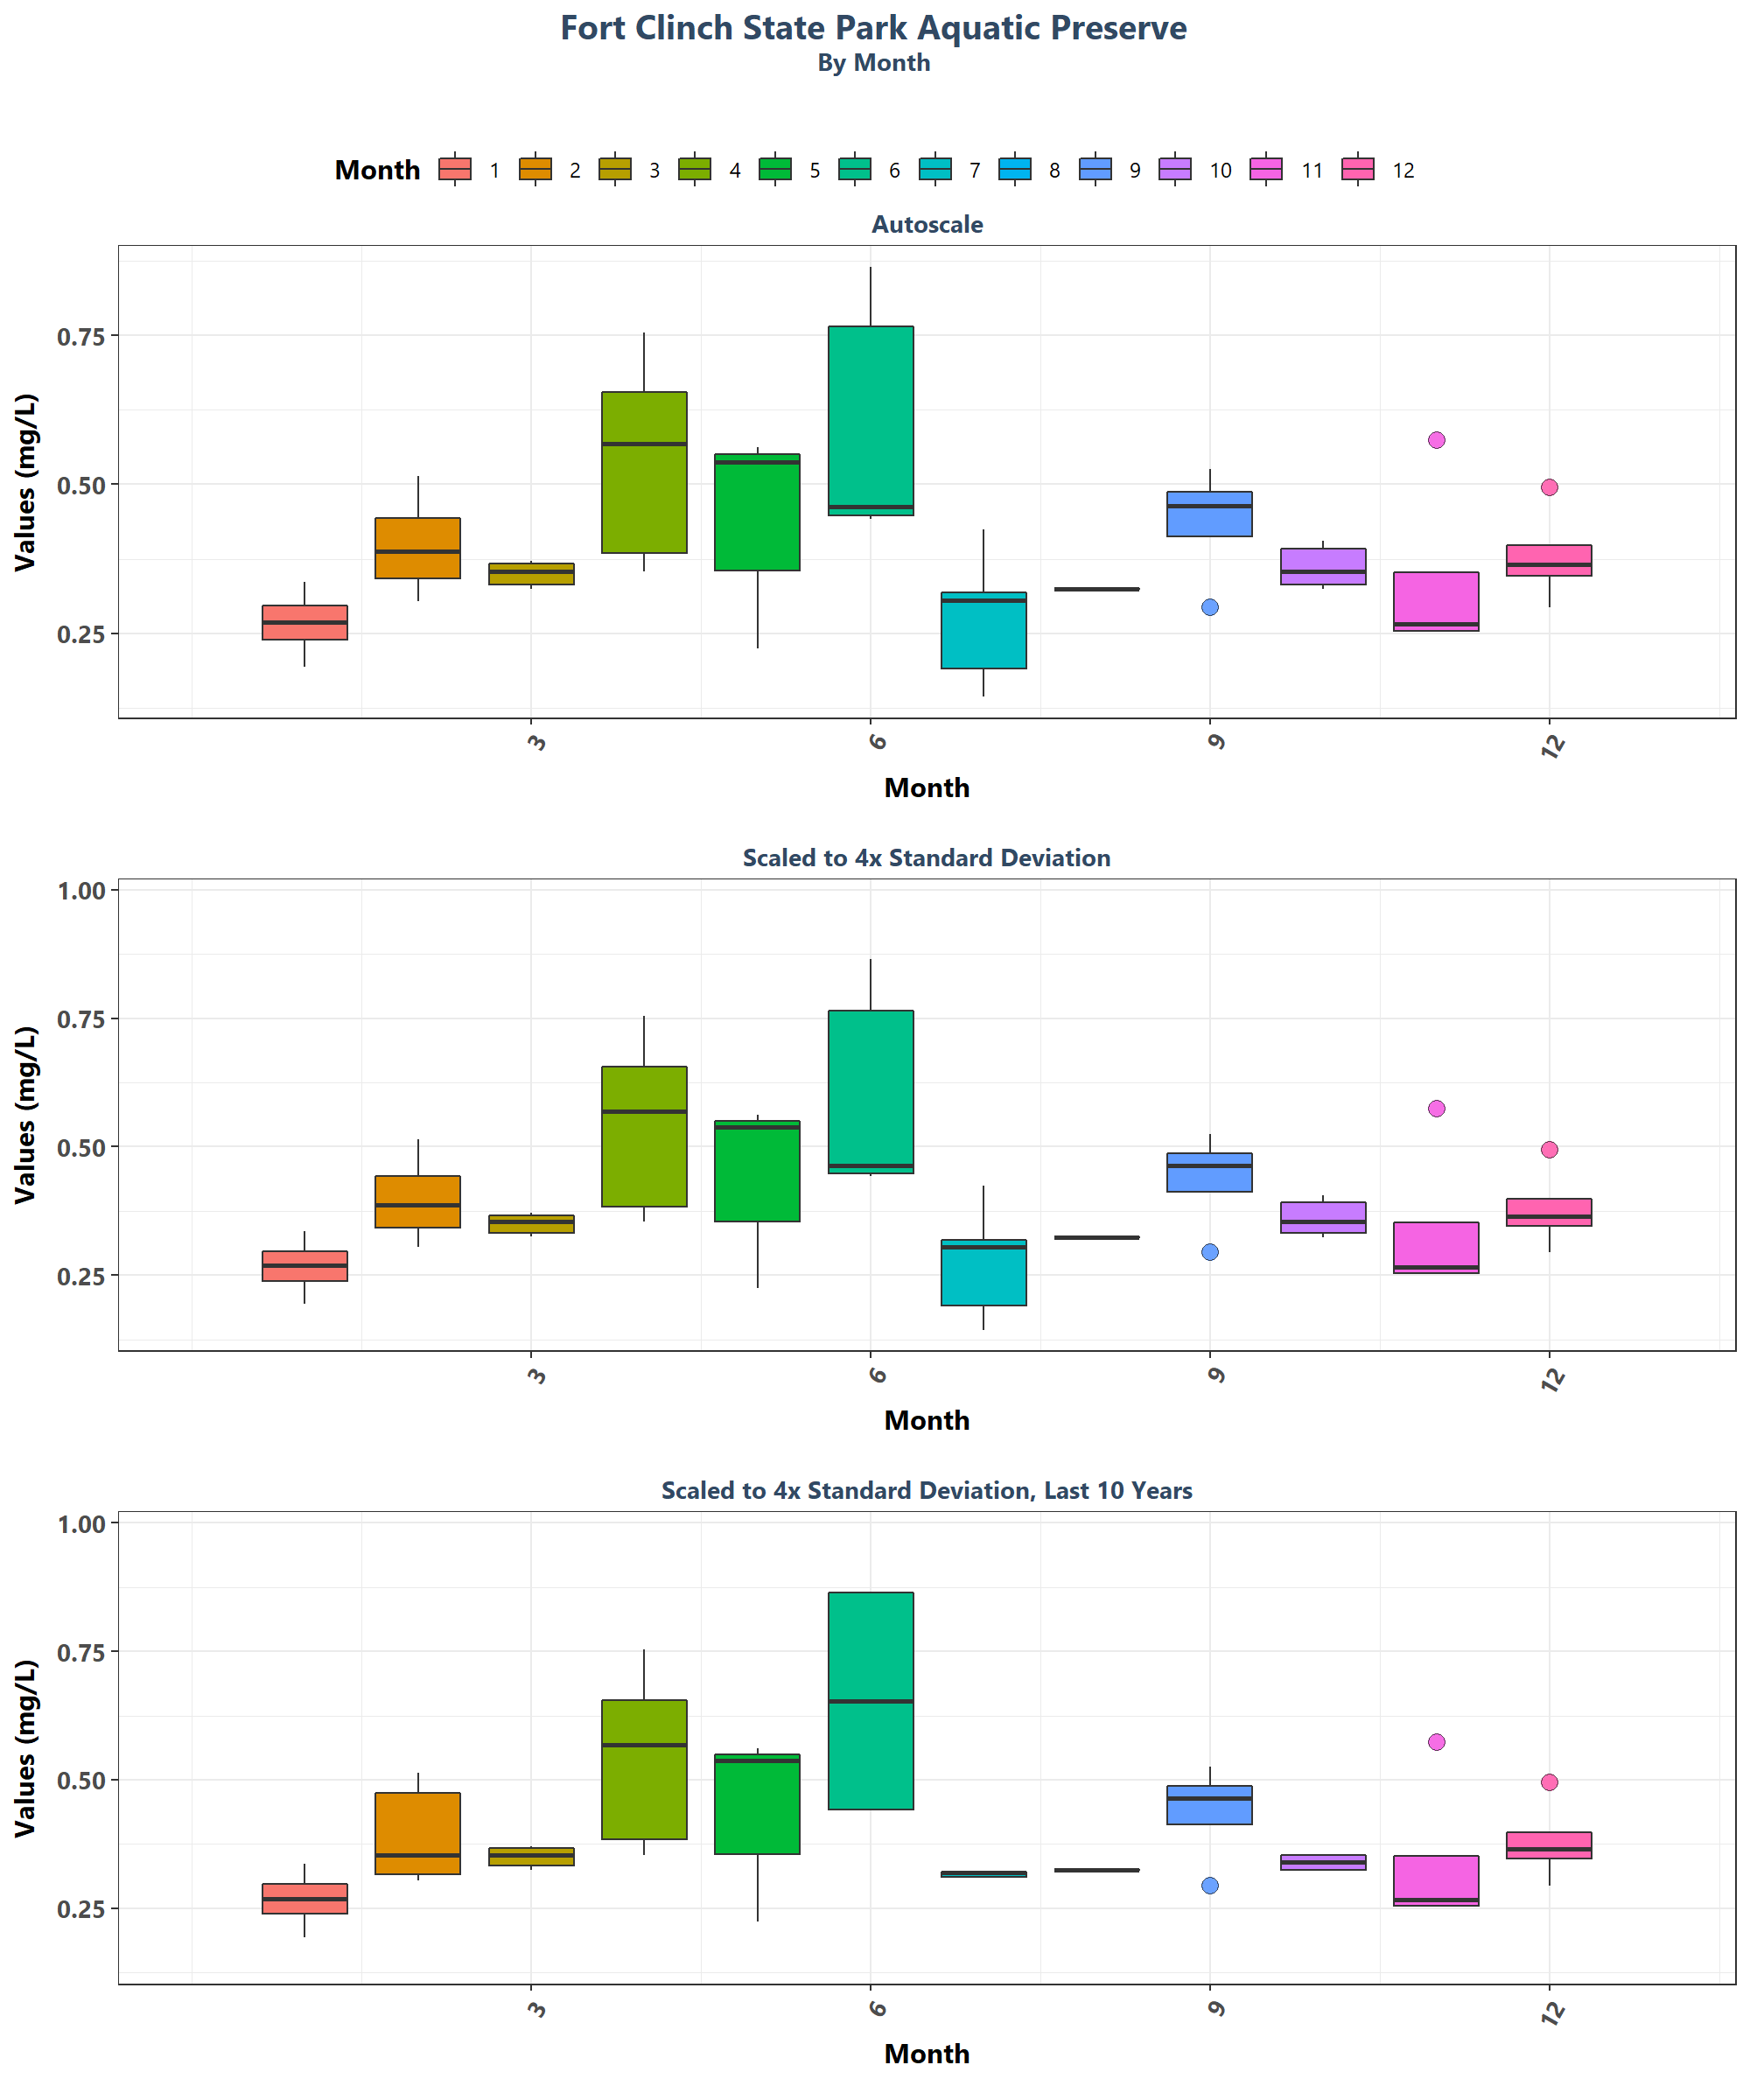 Fort Clinch State Park Aquatic Preserve
By Month
Month 1 2 3 4 5 6 7 8 9 10 11 12
Autoscale
Values (mg/L)
0.75
0.50
0.25
3 6 9 12
Month
Scaled to 4x Standard Deviation
Values (mg/L)
1.00
0.75
0.50
0.25
3 6 9 12
Month
Scaled to 4x Standard Deviation, Last 10 Years
Values (mg/L)
1.00
0.75
0.50
0.25
3 6 9 12
Month